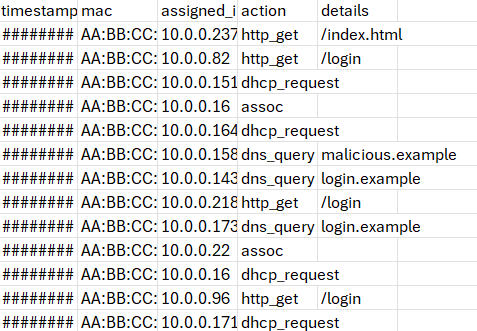 timestamp mac assigned_i action details
######## AA:BB:CC: 10.0.0.237 http_get /index.html
######## AA:BB:CC: 10.0.0.82 http_get /login
######## AA:BB:CC: 10.0.0.151 dhcp_request
######## AA:BB:CC: 10.0.0.16 assoc
######## AA:BB:CC: 10.0.0.164 dhcp_request
######## AA:BB:CC: 10.0.0.158 dns_query malicious.example
######## AA:BB:CC: 10.0.0.143 dns_query login.example
######## AA:BB:CC: 10.0.0.218 http_get /login
######## AA:BB:CC: 10.0.0.173 dns_query login.example
######## AA:BB:CC: 10.0.0.22 assoc
######## AA:BB:CC: 10.0.0.16 dhcp_request
######## AA:BB:CC: 10.0.0.96 http_get /login
######## AA:BB:CC: 10.0.0.171 dhcp_request